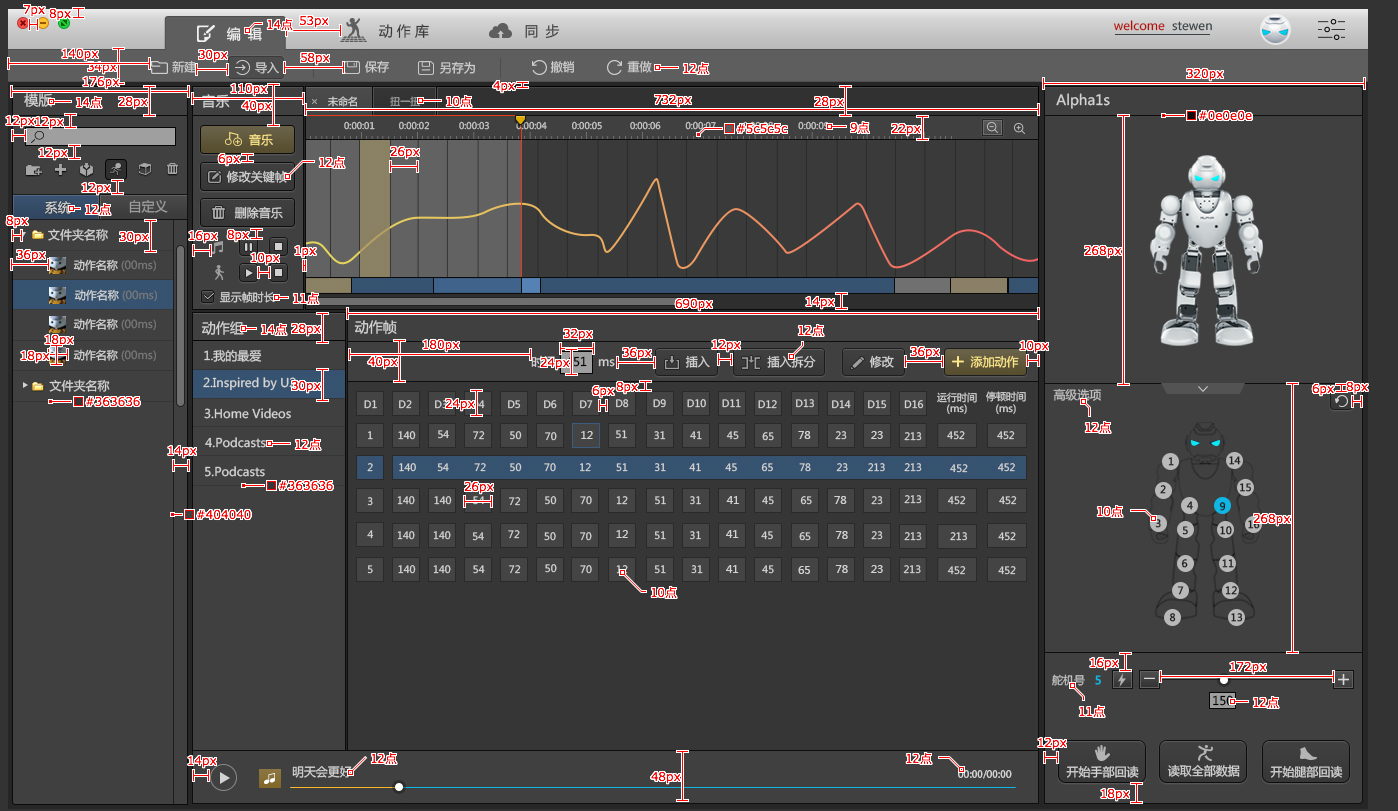 7px 8px
14点 53px
编辑 动作库 同步
welcome stewen
140px 30px 58px
34px
新建 导入 保存 另存为 撤销 重做 12点
176px 110px 4px 320px
模版 14点 28px 音乐 40px × 未命名 扭一扭 10点 732px 28px Alpha1s
12px 12px
0:00:01 0:00:02 0:00:03 0:00:04 0:00:05 0:00:06 0:00:07 #5c5c5c 9点 22px
#0e0e0e
音乐
12px
6px 12点 26px
修改关键帧
12px
系统 12点 自定义
删除音乐
8px 文件夹名称 30px
16px 8px
268px
36px 动作名称 (00ms)
10px 1px
动作名称 (00ms)
显示帧时长 11点
690px 14px
动作名称 (00ms)
动作组 14点 28px 动作帧
18px
18px 动作名称 (00ms)
1.我的最爱
180px 40px
32px 24px 51 ms 36px 12px 12点
插入 插入拆分 修改 36px 添加动作 10px
文件夹名称
#363636
2.Inspired by US 30px
3.Home Videos
4.Podcasts 12点
14px
5.Podcasts
#363636
#404040
24px 6px 8px
D1 D2 D3 D4 D5 D6 D7 D8 D9 D10 D11 D12 D13 D14 D15 D16 运行时间(ms) 停顿时间(ms)
1 140 54 72 50 70 12 51 31 41 45 65 78 23 23 213 452 452
2 140 54 72 50 70 12 51 31 41 45 65 78 23 213 213 452 452
26px
3 140 140 54 72 50 70 12 51 31 41 45 65 78 23 213 452 452
4 140 140 54 72 50 70 12 51 31 41 45 65 78 23 213 213 452
5 140 140 54 72 50 70 12 51 31 41 45 65 78 23 213 452 452
10点
高级选项
12点
6px 8px
1 14
2 15
4 9
10点 3 16
5 10
268px
6 11
7 12
8 13
16px 172px
舵机号 5
11点
12点
12px
开始手部回读 读取全部数据 开始腿部回读
18px
14px
明天会更好 12点
48px
12点
00:00/00:00